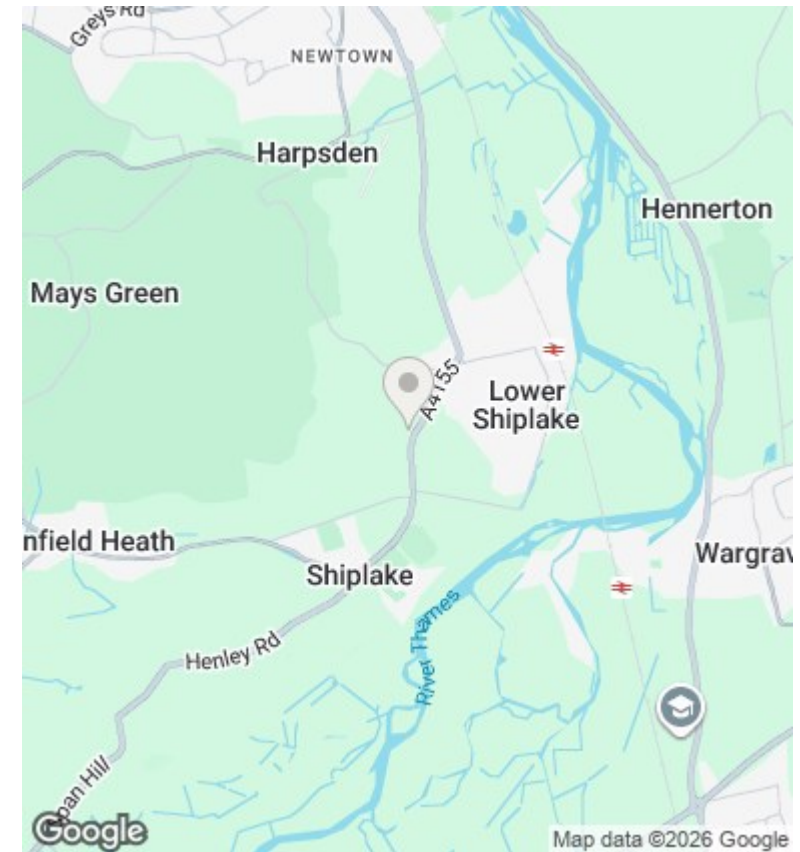 Greys Rd
NEWTOWN
Harpsden
Hennerton
Mays Green
A4155
Lower
Shiplake
nfield Heath
Shiplake
Wargrav
River Thames
Henley Rd
pan Hill
Google
Map data ©2026 Google